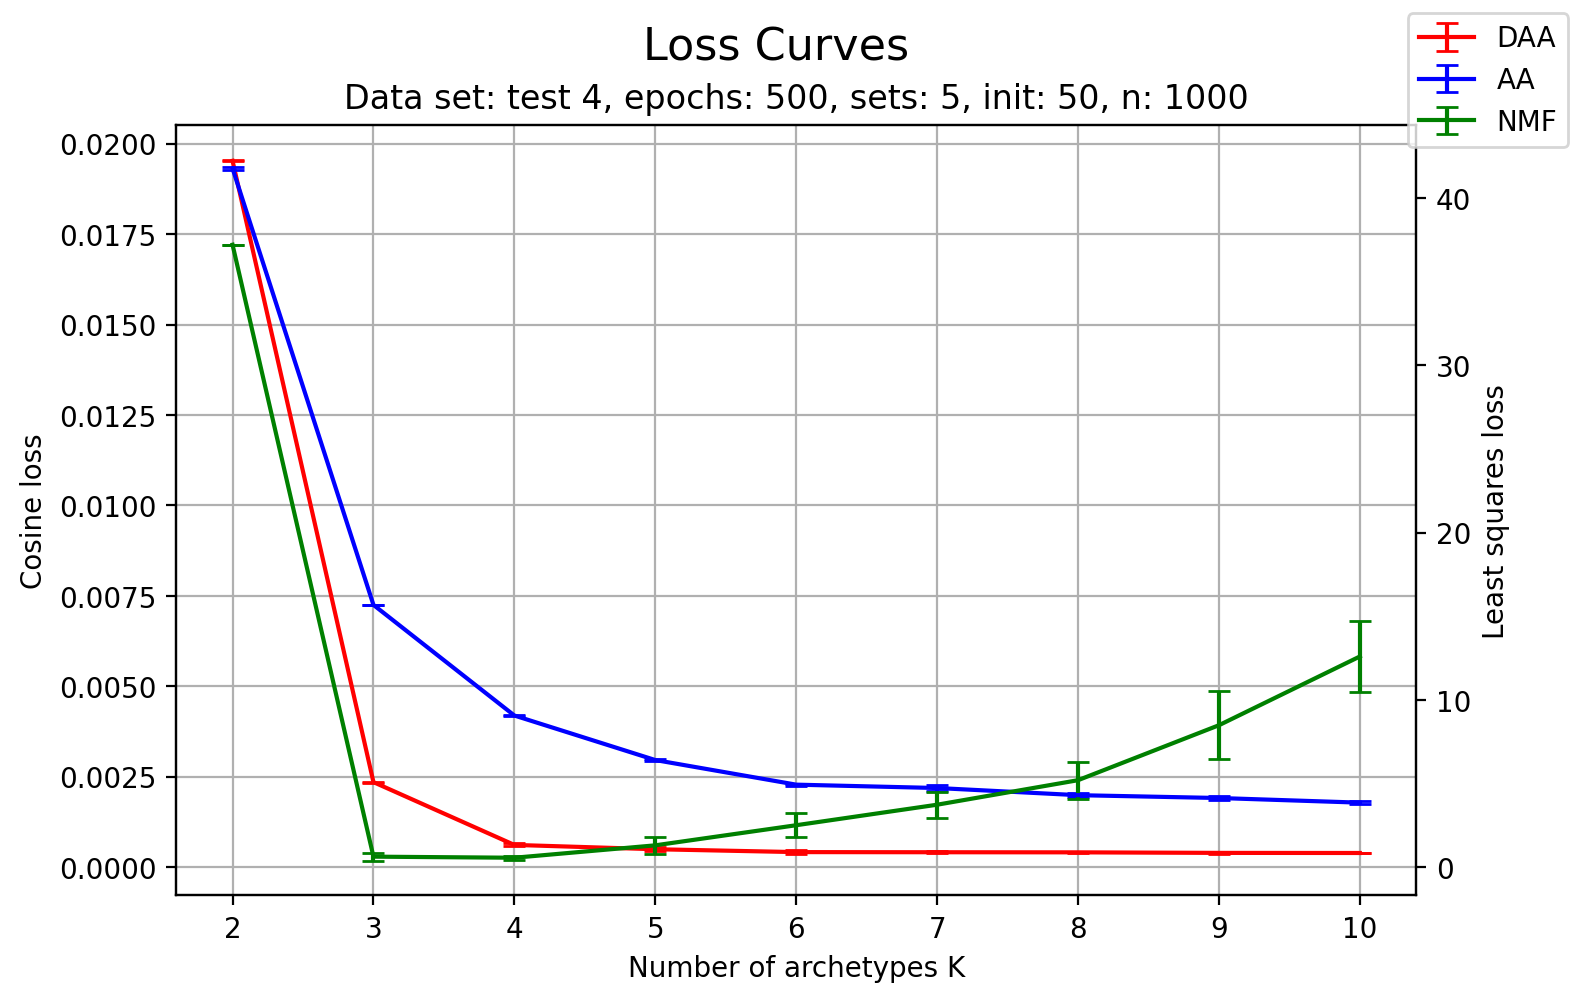 Loss Curves
Data set: test 4, epochs: 500, sets: 5, init: 50, n: 1000
DAA
AA
NMF
Cosine loss
0.0200
0.0175
0.0150
0.0125
0.0100
0.0075
0.0050
0.0025
0.0000
40
30
20
10
0
Least squares loss
2 3 4 5 6 7 8 9 10
Number of archetypes K